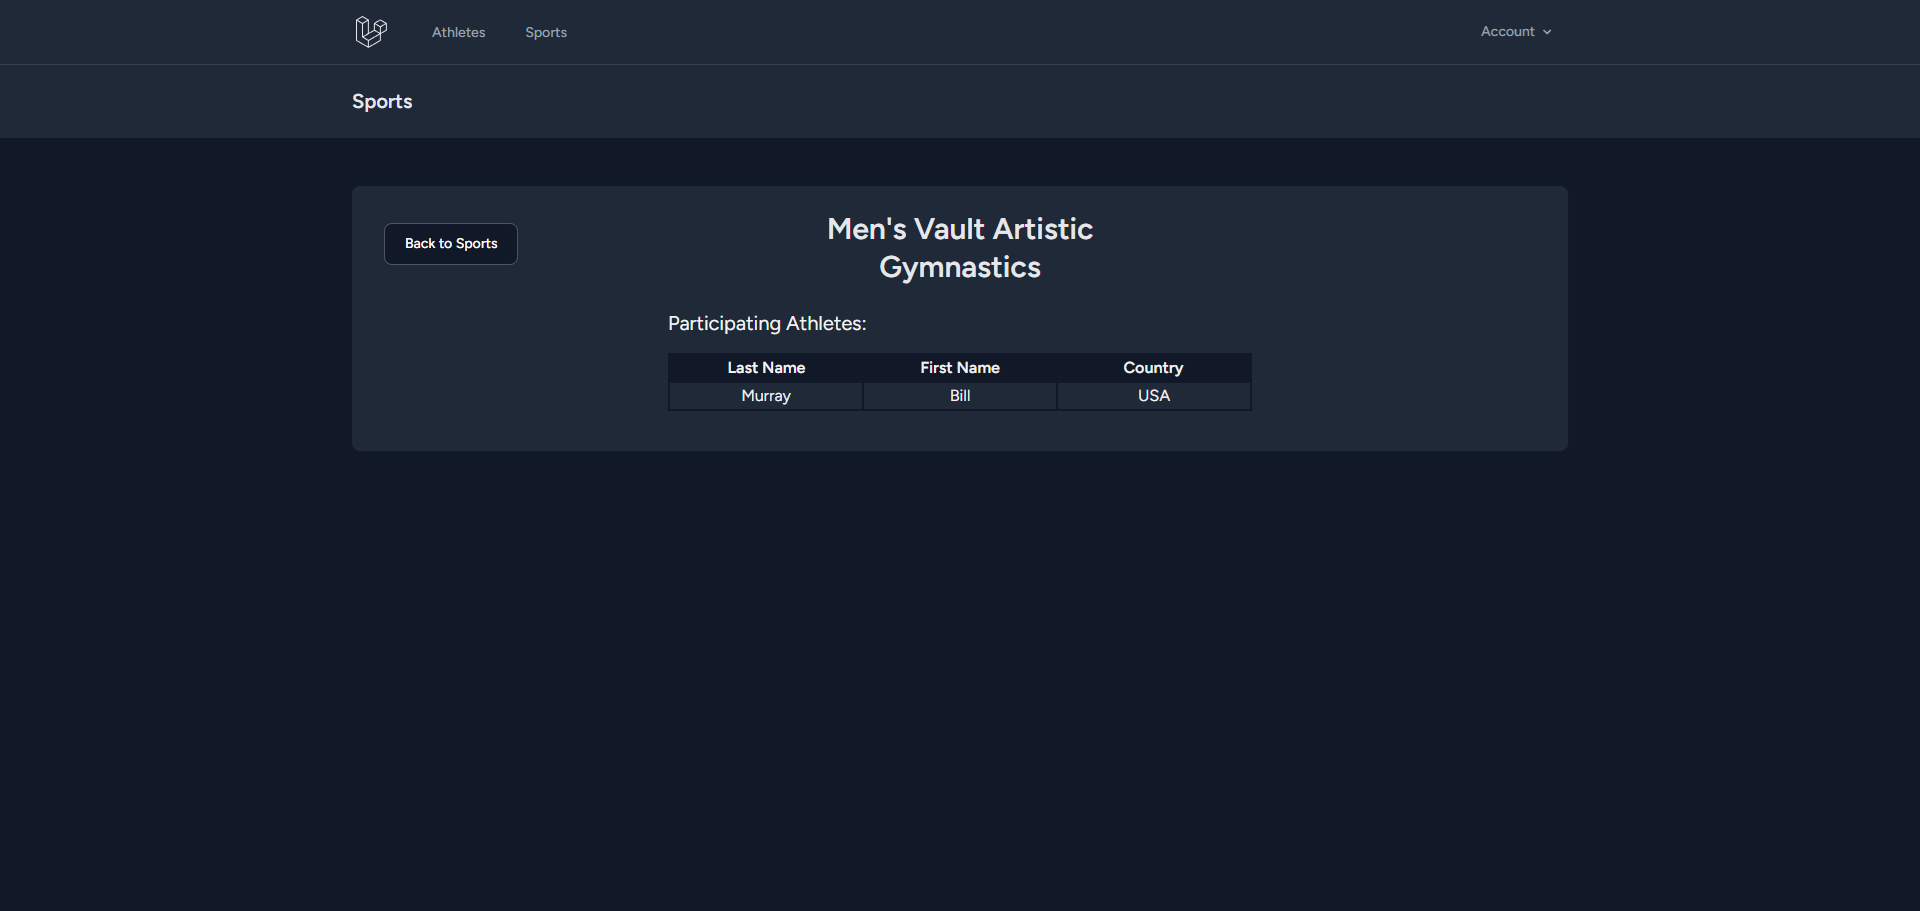 Athletes Sports Account
Sports
Back to Sports
Men's Vault Artistic
Gymnastics
Participating Athletes:
Last Name First Name Country
Murray Bill USA